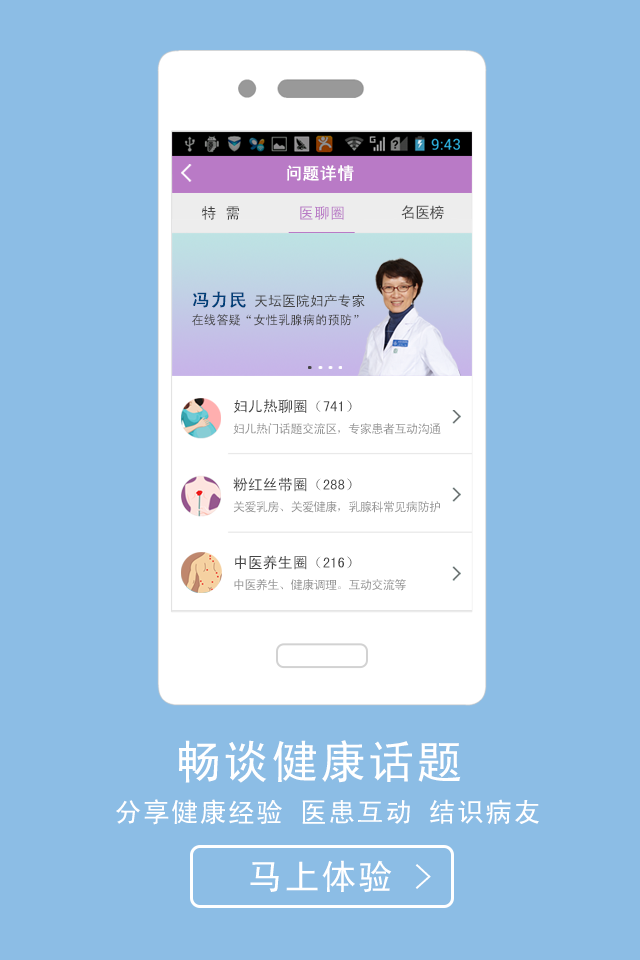 9:43
问题详情
特 需
医聊圈
名医榜
冯力民 天坛医院妇产专家
在线答疑“女性乳腺病的预防”
妇儿热聊圈（741）
妇儿热门话题交流区，专家患者互动沟通
粉红丝带圈（288）
关爱乳房、关爱健康，乳腺科常见病防护
中医养生圈（216）
中医养生、健康调理。互动交流等
畅谈健康话题
分享健康经验 医患互动 结识病友
马上体验